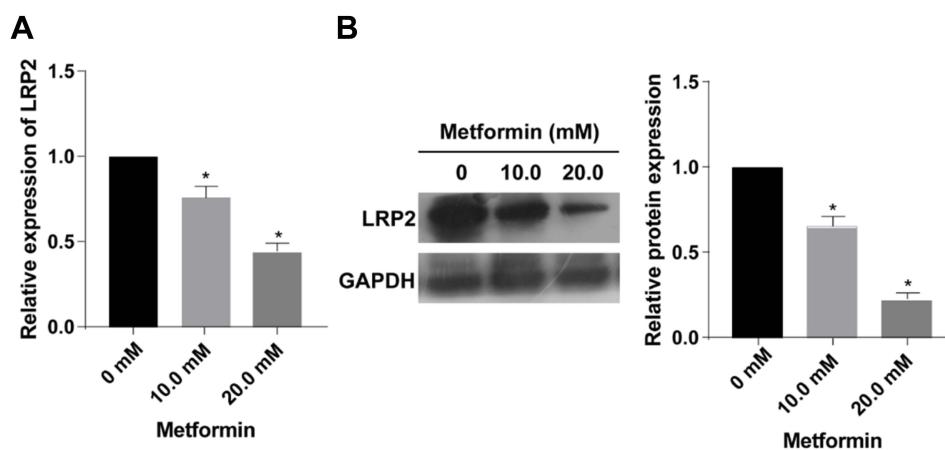 A
Relative expression of LRP2
1.5
1.0
0.5
0.0
*
*
0 mM
10.0 mM
20.0 mM
Metformin
B
Metformin (mM)
0 10.0 20.0
LRP2
GAPDH
Relative protein expression
1.5
1.0
0.5
0.0
*
*
0 mM
10.0 mM
20.0 mM
Metformin